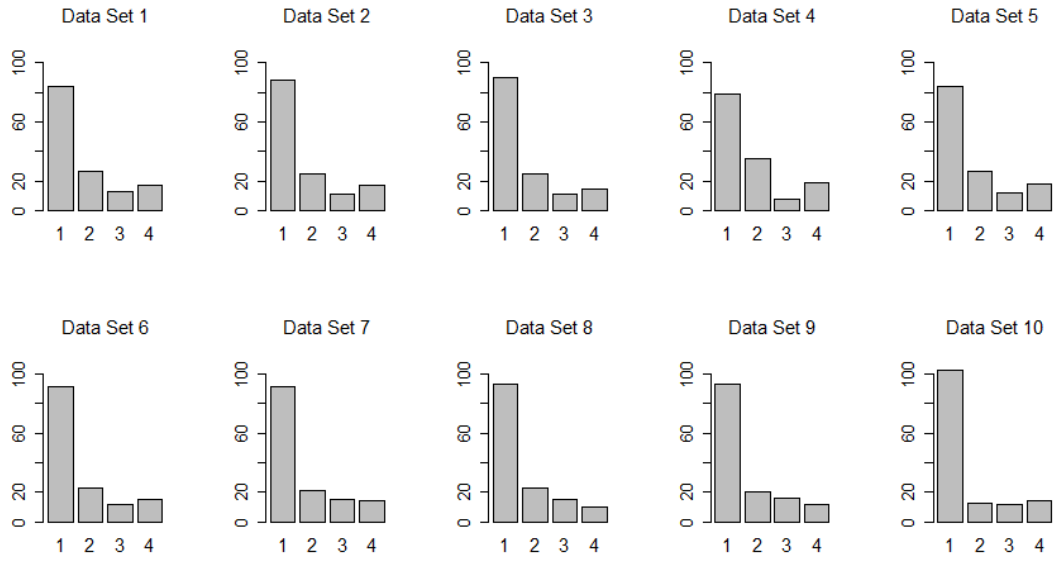 Data Set 1
100
60
20
0
1 2 3 4
Data Set 2
100
60
20
0
1 2 3 4
Data Set 3
100
60
20
0
1 2 3 4
Data Set 4
100
60
20
0
1 2 3 4
Data Set 5
100
60
20
0
1 2 3 4
Data Set 6
100
60
20
0
1 2 3 4
Data Set 7
100
60
20
0
1 2 3 4
Data Set 8
100
60
20
0
1 2 3 4
Data Set 9
100
60
20
0
1 2 3 4
Data Set 10
100
60
20
0
1 2 3 4